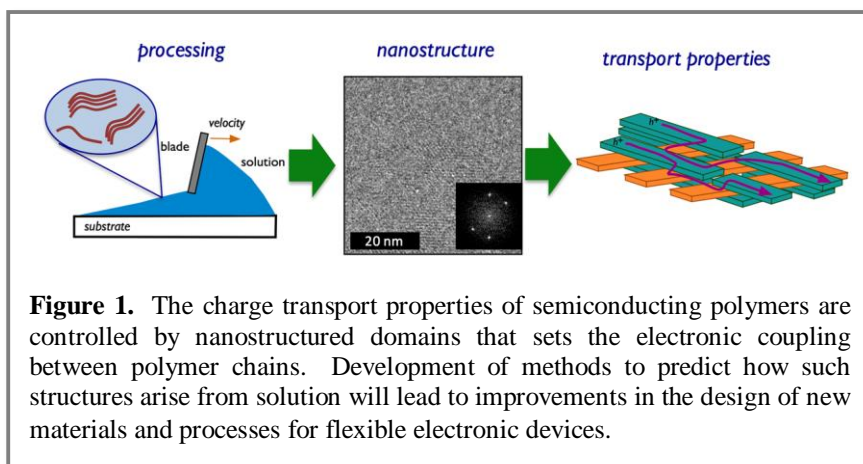 processing
nanostructure
transport properties
velocity
blade
solution
substrate
20 nm
h+
h+
Figure 1. The charge transport properties of semiconducting polymers are
controlled by nanostructured domains that sets the electronic coupling
between polymer chains. Development of methods to predict how such
structures arise from solution will lead to improvements in the design of new
materials and processes for flexible electronic devices.